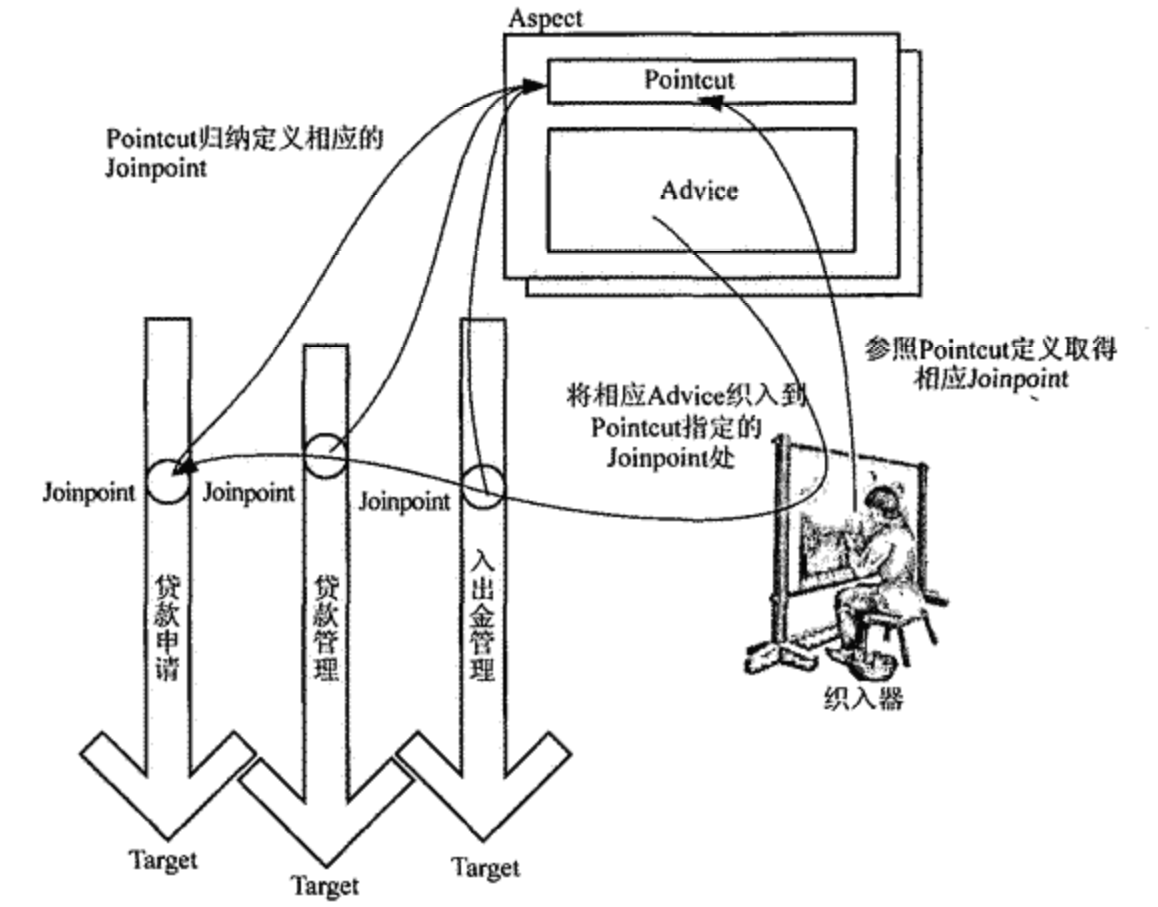 Aspect
Pointcut
Pointcut归纳定义相应的
Joinpoint
Advice
参照Pointcut定义取得
相应Joinpoint
将相应Advice织入到
Pointcut指定的
Joinpoint处
Joinpoint
Joinpoint
Joinpoint
贷款申请
贷款管理
入出金管理
织入器
Target
Target
Target